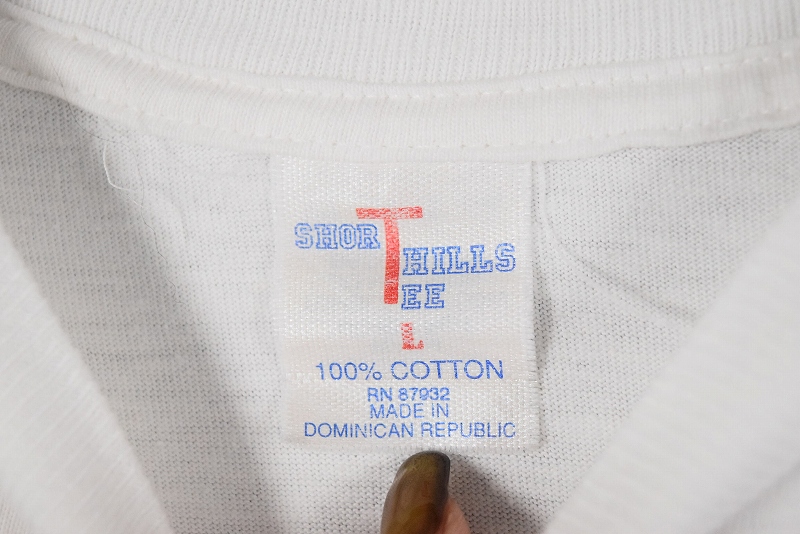 SHORT
HILLS
TEE
L
100% COTTON
RN 87932
MADE IN
DOMINICAN REPUBLIC